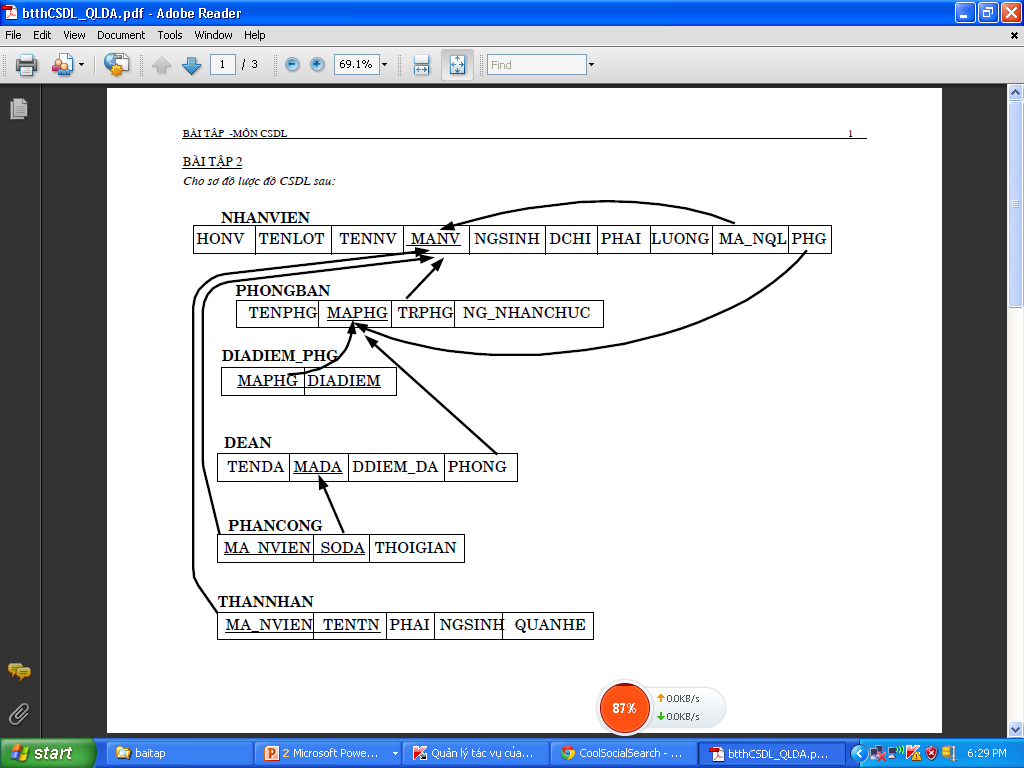 btthCSDL_QLDA.pdf - Adobe Reader
File Edit View Document Tools Window Help
1 / 3 69.1% Find
BÀI TẬP -MÔN CSDL 1
BÀI TẬP 2
Cho sơ đồ lược đồ CSDL sau:
NHANVIEN
HONV TENLOT TENNV MANV NGSINH DCHI PHAI LUONG MA_NQL PHG
PHONGBAN
TENPHG MAPHG TRPHG NG_NHANCHUC
DIADIEM_PHG
MAPHG DIADIEM
DEAN
TENDA MADA DDIEM_DA PHONG
PHANCONG
MA_NVIEN SODA THOIGIAN
THANNHAN
MA_NVIEN TENTN PHAI NGSINH QUANHE
87% 0.0KB/s
0.0KB/s
start baitap 2 Microsoft Powe... Quản lý tác vụ của... CoolSocialSearch - ... btthCSDL_QLDA.p... 6:29 PM